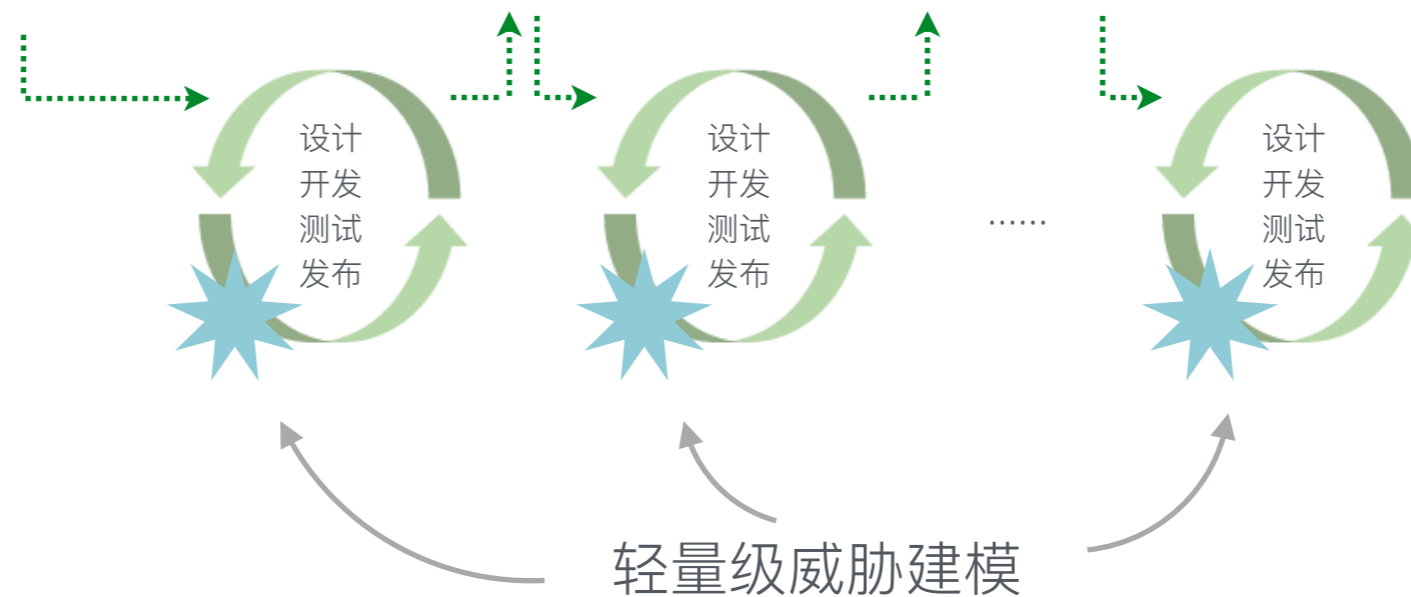 设计
开发
测试
发布
设计
开发
测试
发布
......
设计
开发
测试
发布
轻量级威胁建模